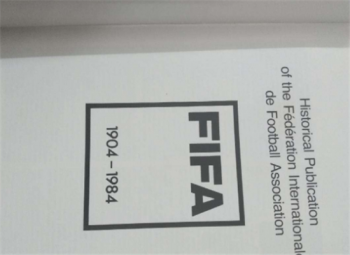 Historical Publication
of the Fédération Internationale
de Football Association
FIFA
1904–1984